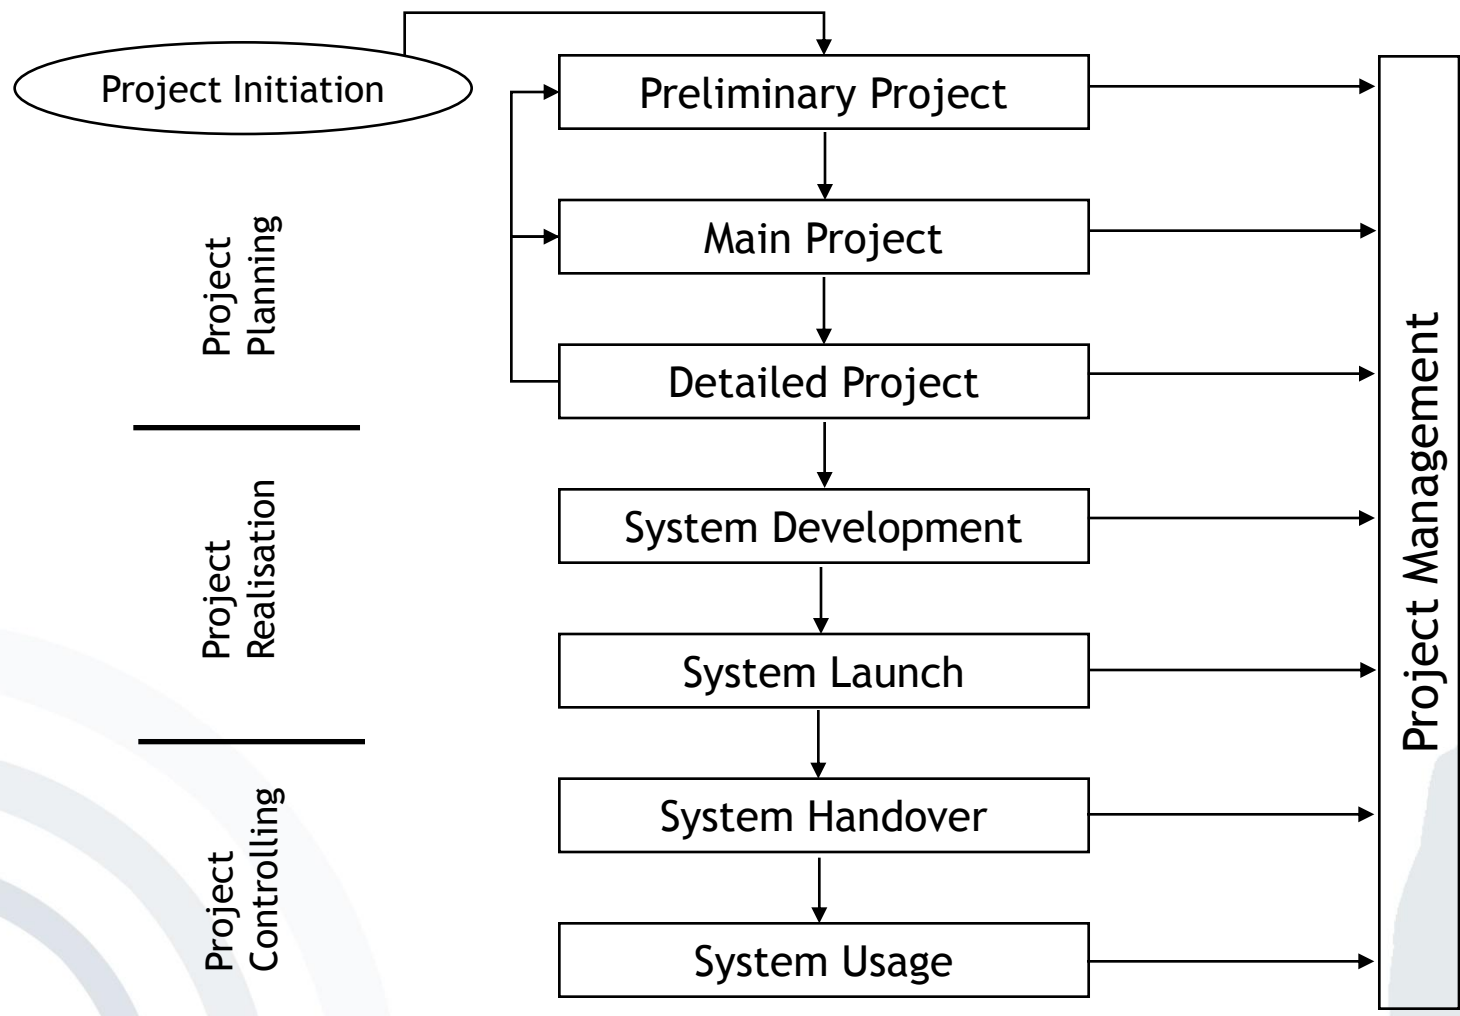 Project Initiation
Preliminary Project
Main Project
Detailed Project
System Development
System Launch
System Handover
System Usage
Project
Planning
Project
Realisation
Project
Controlling
Project Management